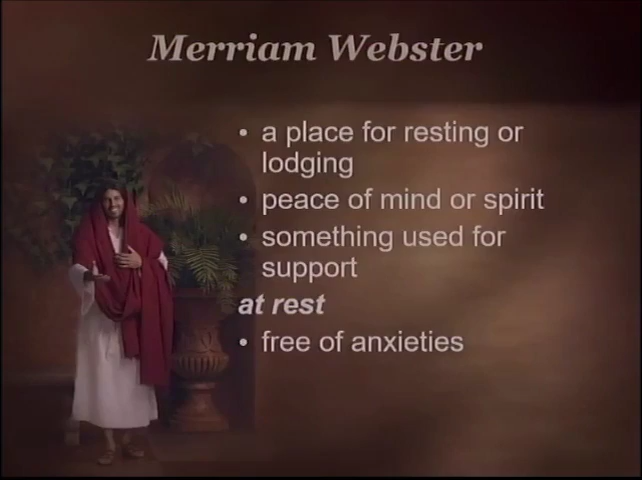 Merriam Webster
• a place for resting or
lodging
• peace of mind or spirit
• something used for
support
at rest
• free of anxieties